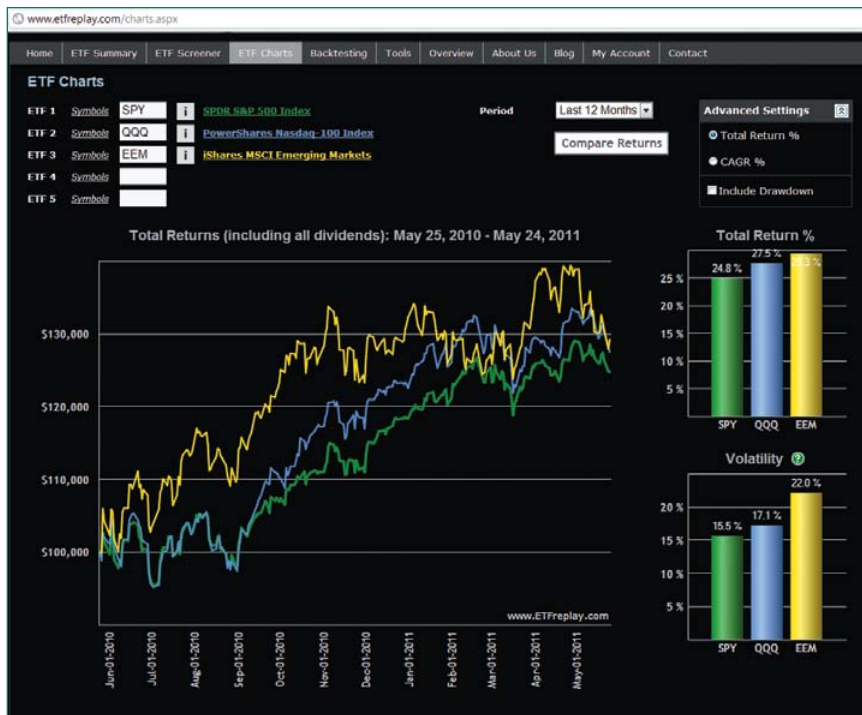 www.etfreplay.com/charts.aspx
Home ETF Summary ETF Screener ETF Charts Backtesting Tools Overview About Us Blog My Account Contact
ETF Charts
ETF 1 Symbols SPY i SPDR S&P 500 Index Period Last 12 Months Advanced Settings
ETF 2 Symbols QQQ i PowerShares Nasdaq-100 Index Total Return %
Compare Returns
ETF 3 Symbols EEM i iShares MSCI Emerging Markets CAGR %
ETF 4 Symbols
Include Drawdown
ETF 5 Symbols
Total Returns (including all dividends): May 25, 2010 - May 24, 2011
$130,000
$120,000
$110,000
$100,000
www.ETFreplay.com
Jun-01-2010 Jul-01-2010 Aug-01-2010 Sep-01-2010 Oct-01-2010 Nov-01-2010 Dec-01-2010 Jan-01-2011 Feb-01-2011 Mar-01-2011 Apr-01-2011 May-01-2011
Total Return %
24.8 % 27.5 %
25 %
20 %
15 %
10 %
5 %
SPY QQQ EEM
Volatility ?
15.5 % 17.1 % 22.0 %
20 %
15 %
10 %
5 %
SPY QQQ EEM